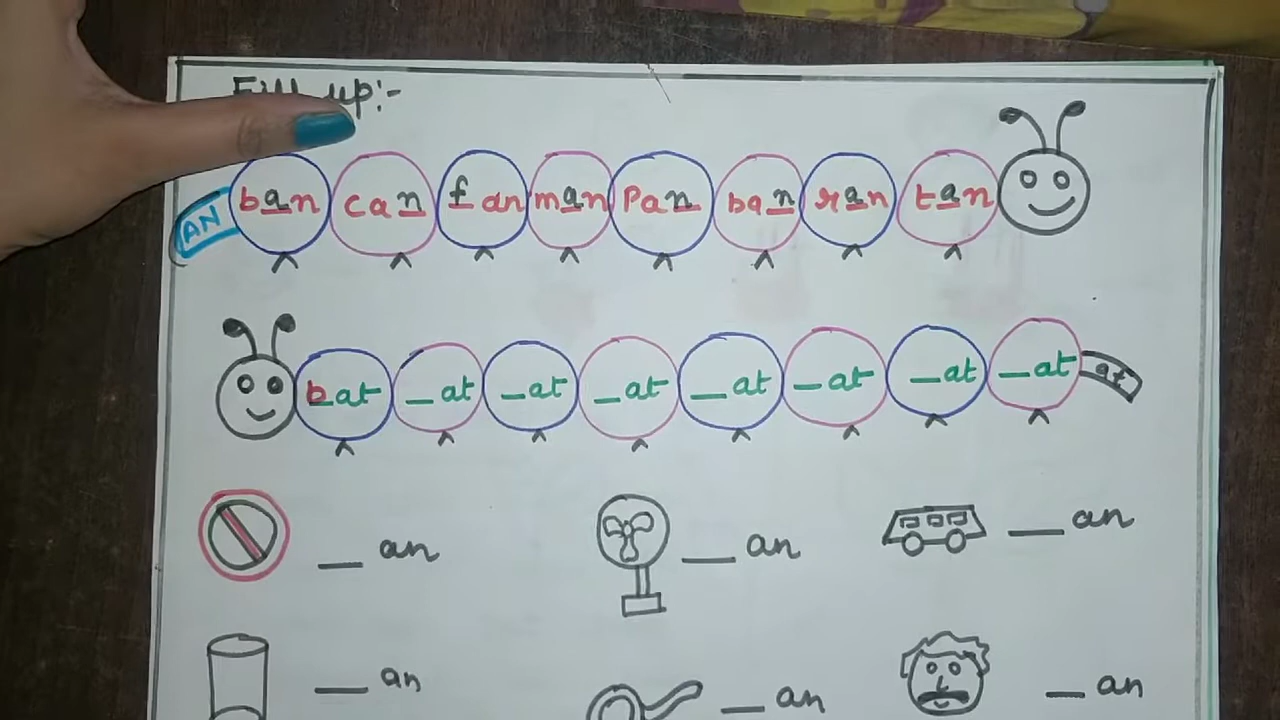 Fill up:-
AN ban can fan man Pan ban ran tan
bat _at _at _at _at _at _at _at at
_ an _ an _ an
_ an _ an _ an